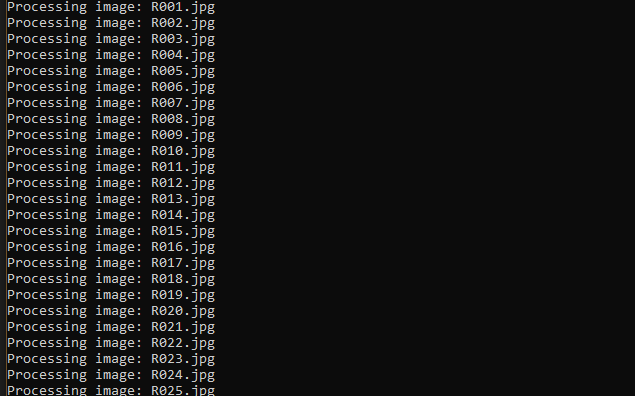 Processing image: R001.jpg
Processing image: R002.jpg
Processing image: R003.jpg
Processing image: R004.jpg
Processing image: R005.jpg
Processing image: R006.jpg
Processing image: R007.jpg
Processing image: R008.jpg
Processing image: R009.jpg
Processing image: R010.jpg
Processing image: R011.jpg
Processing image: R012.jpg
Processing image: R013.jpg
Processing image: R014.jpg
Processing image: R015.jpg
Processing image: R016.jpg
Processing image: R017.jpg
Processing image: R018.jpg
Processing image: R019.jpg
Processing image: R020.jpg
Processing image: R021.jpg
Processing image: R022.jpg
Processing image: R023.jpg
Processing image: R024.jpg
Processing image: R025.jpg